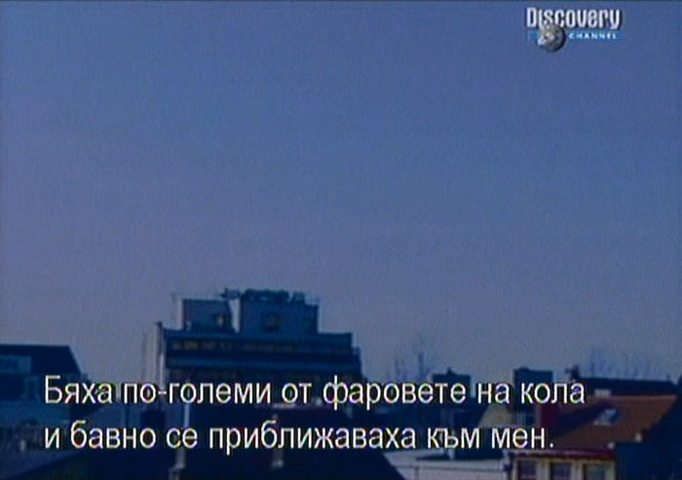 Discovery
CHANNEL
Бяха по-големи от фаровете на кола
и бавно се приближаваха към мен.